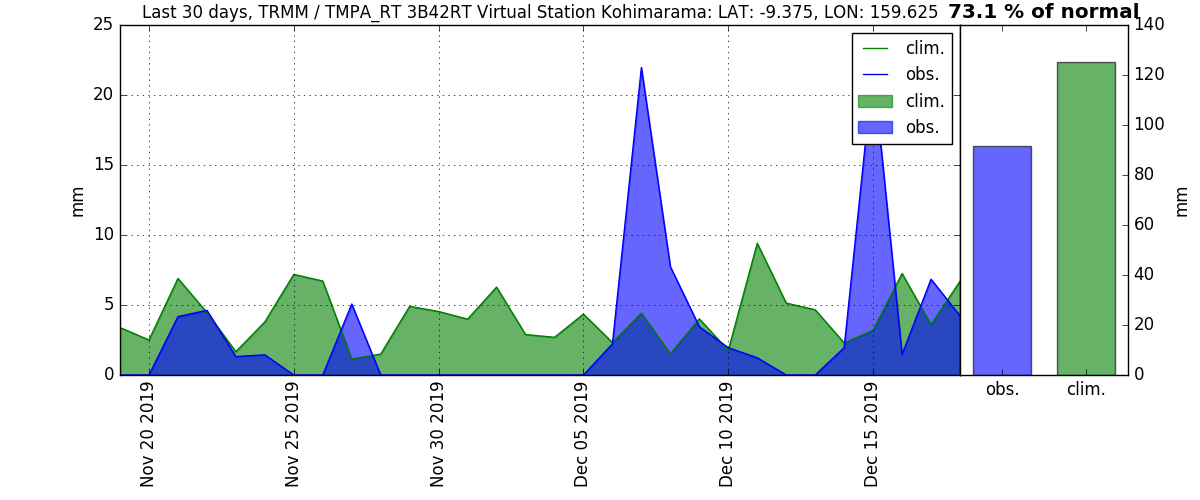 Last 30 days, TRMM / TMPA_RT 3B42RT Virtual Station Kohimarama: LAT: -9.375, LON: 159.625 73.1 % of normal
25
20
15
10
5
0
mm
clim.
obs.
clim.
obs.
140
120
100
80
60
40
20
0
mm
obs. clim.
Nov 20 2019
Nov 25 2019
Nov 30 2019
Dec 05 2019
Dec 10 2019
Dec 15 2019